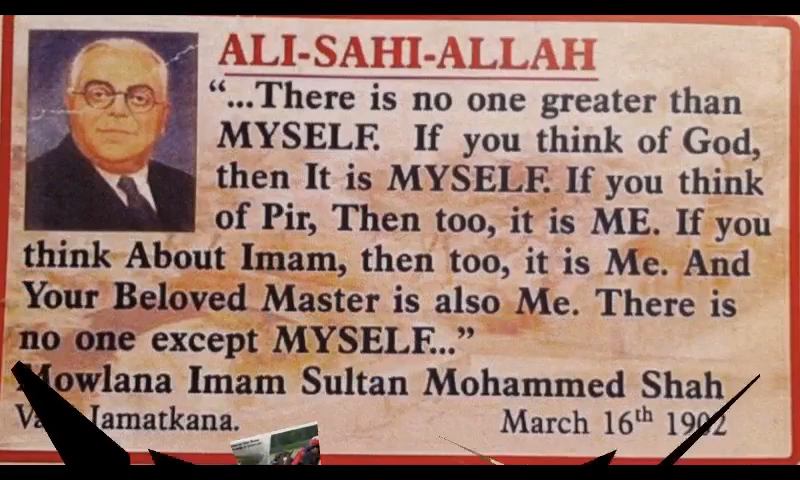 ALI-SAHI-ALLAH
“...There is no one greater than
MYSELF. If you think of God,
then It is MYSELF. If you think
of Pir, Then too, it is ME. If you
think About Imam, then too, it is Me. And
Your Beloved Master is also Me. There is
no one except MYSELF...”
Mowlana Imam Sultan Mohammed Shah
Jamatkana. March 16th 1902